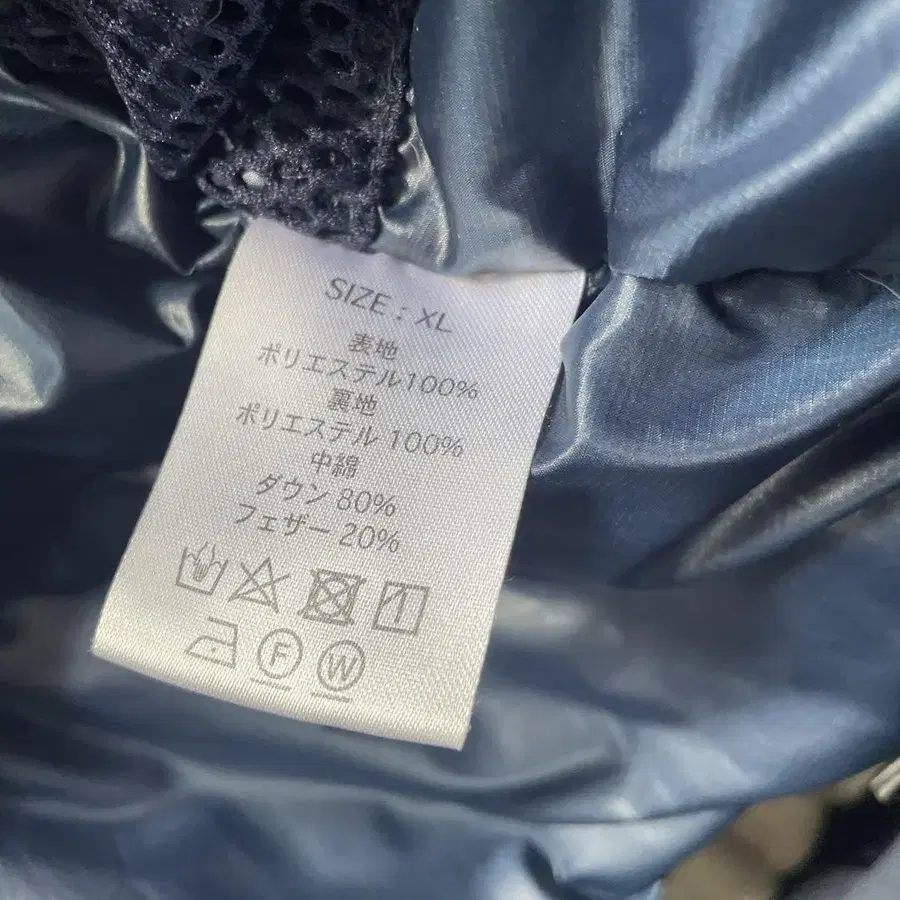 SIZE : XL
表地
ポリエステル100%
裏地
ポリエステル 100%
中綿
ダウン 80%
フェザー 20%
F W